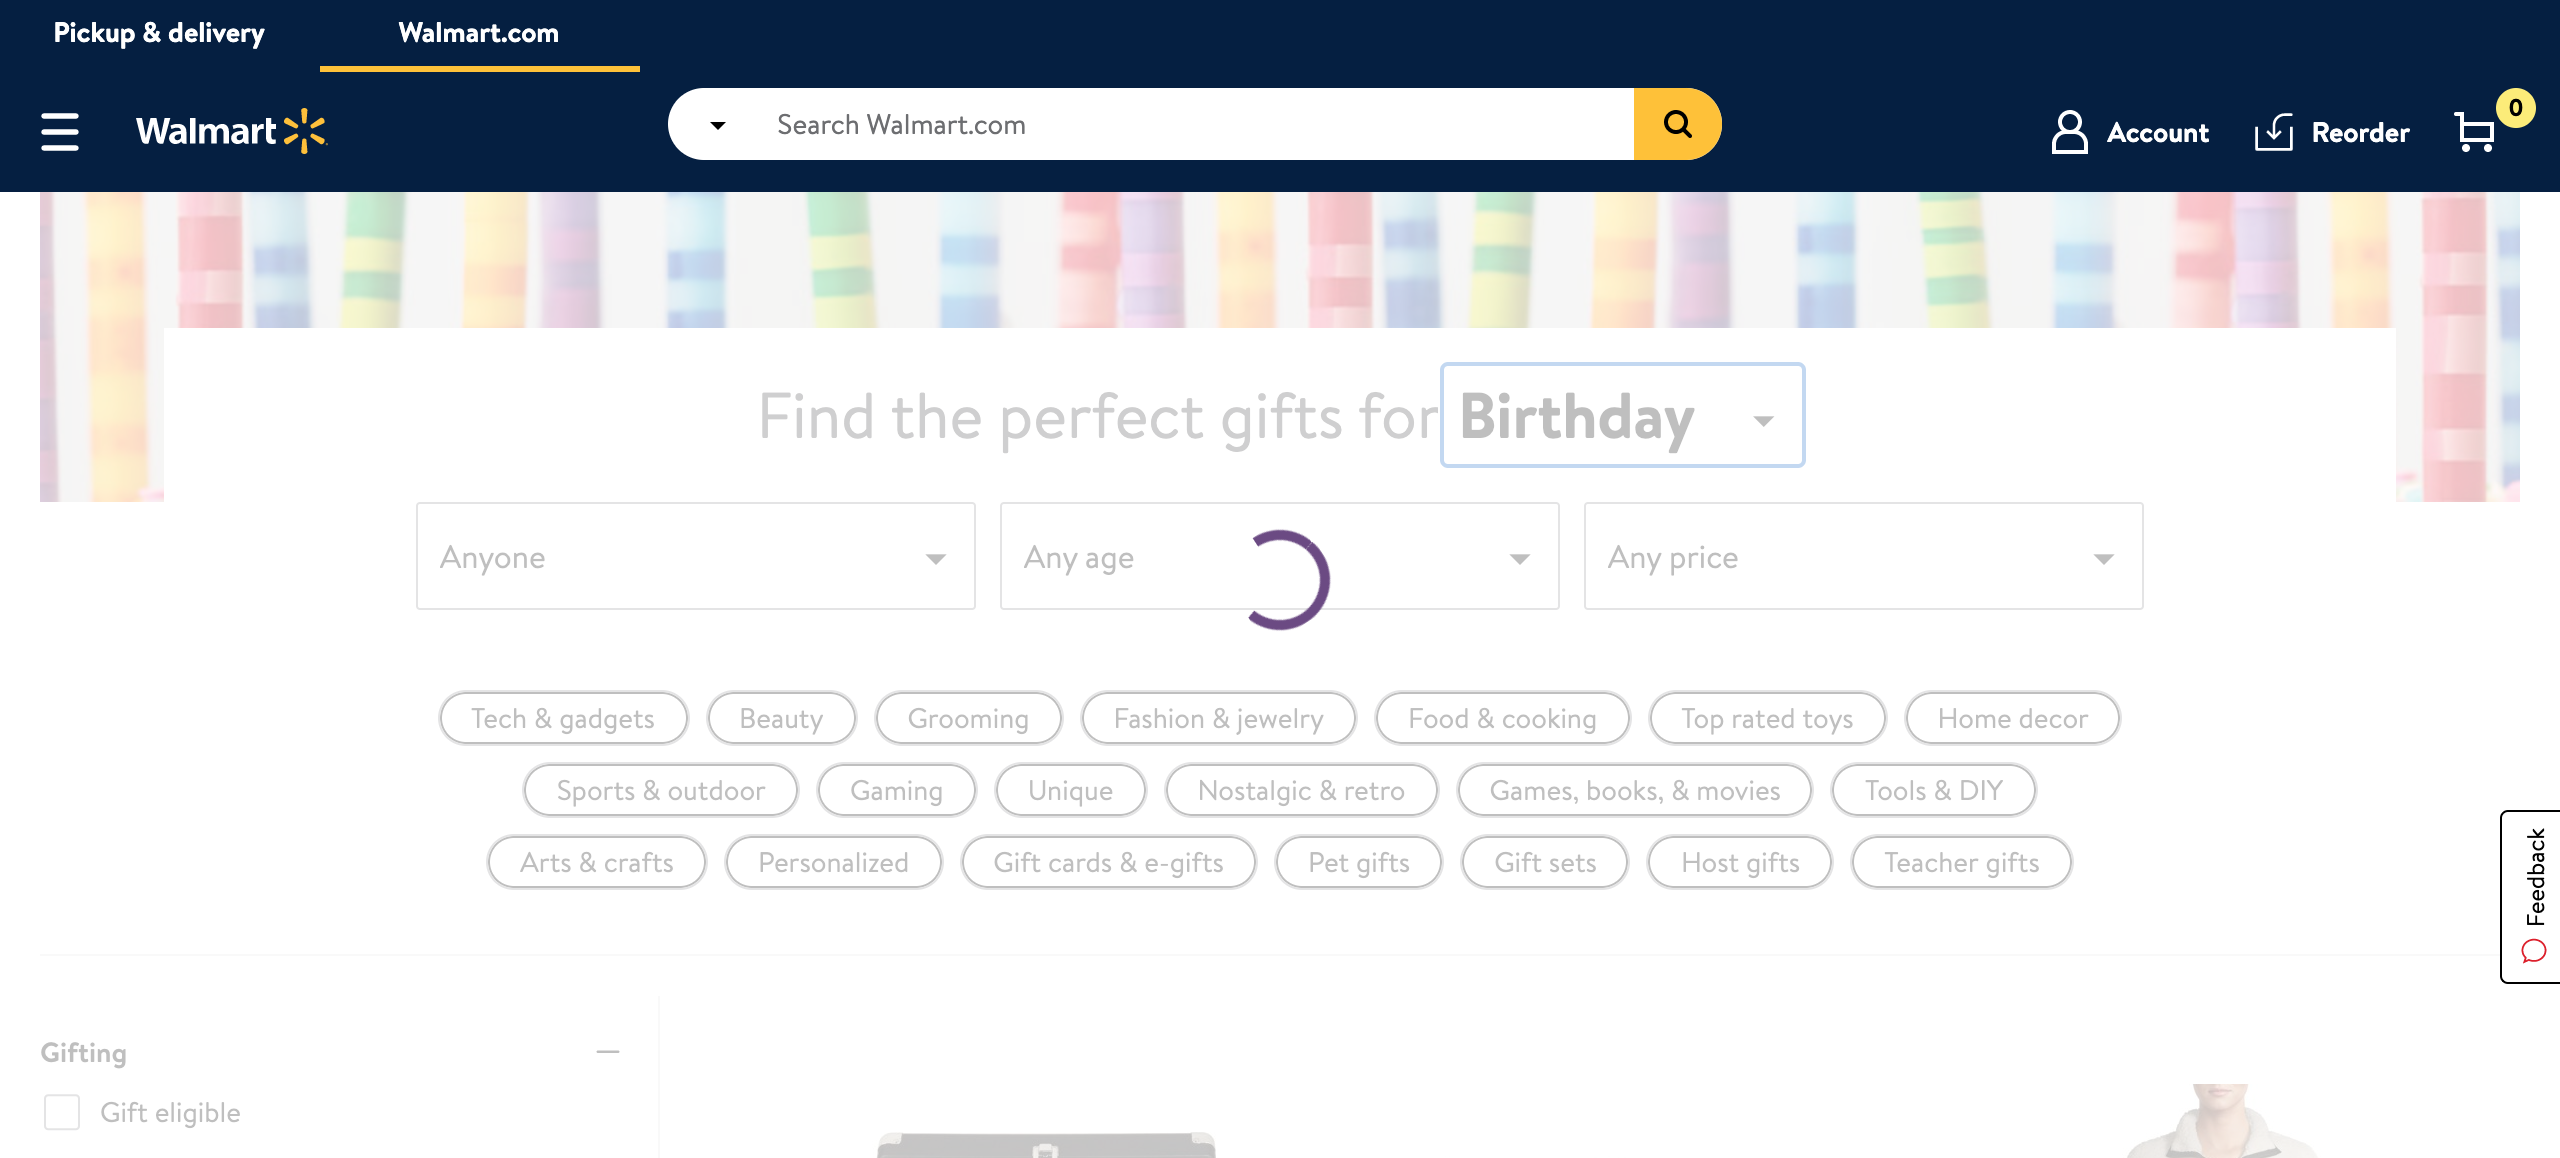 Pickup & delivery
Walmart.com
Walmart
Search Walmart.com
Account
Reorder
0
Find the perfect gifts for Birthday
Anyone
Any age
Any price
Tech & gadgets
Beauty
Grooming
Fashion & jewelry
Food & cooking
Top rated toys
Home decor
Sports & outdoor
Gaming
Unique
Nostalgic & retro
Games, books, & movies
Tools & DIY
Arts & crafts
Personalized
Gift cards & e-gifts
Pet gifts
Gift sets
Host gifts
Teacher gifts
Feedback
Gifting
Gift eligible